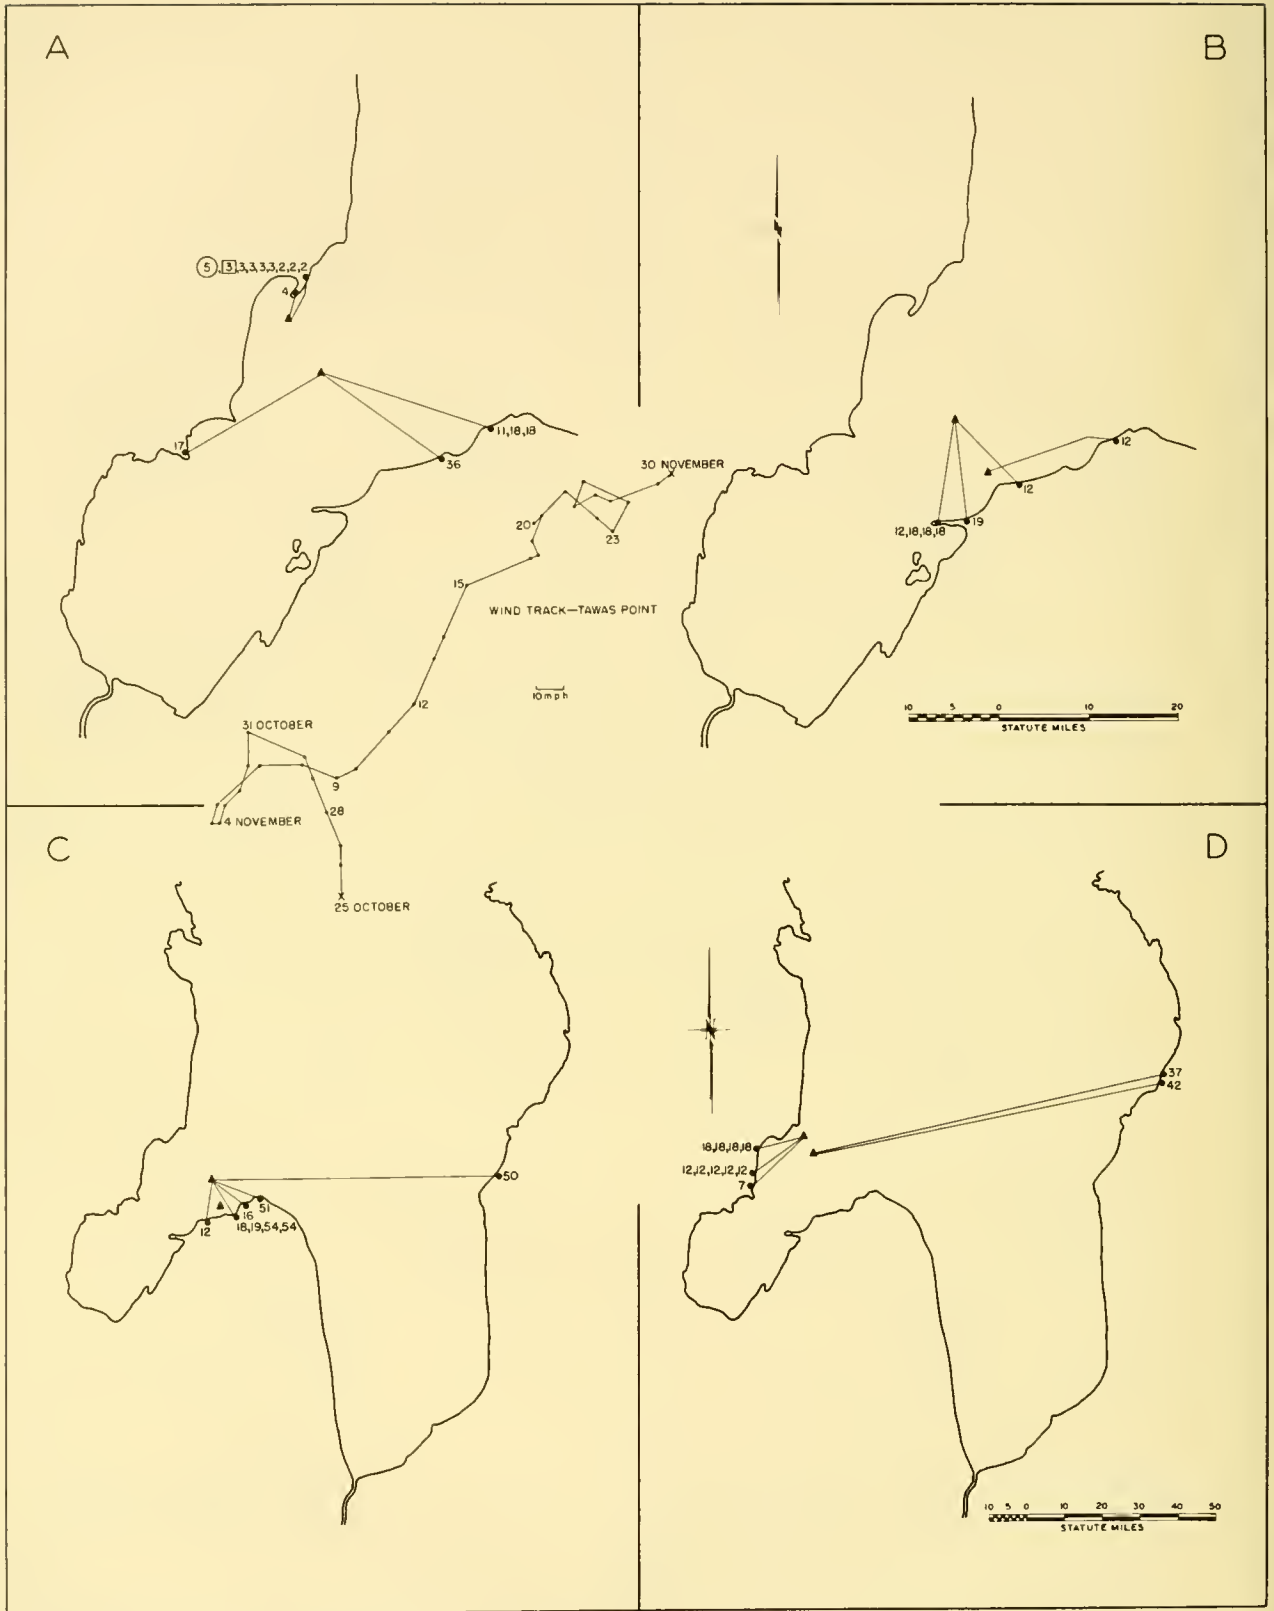 A
B
5,3,3,3,3,3,2,2,2
4
17
11,18,18
36
30 NOVEMBER
20
23
15
WIND TRACK—TAWAS POINT
10 mph
12
31 OCTOBER
9
28
4 NOVEMBER
25 OCTOBER
12
12
19
12,18,18,18
10 5 0 10 20
STATUTE MILES
C
D
50
51
16
18,19,54,54
12
37
42
18,18,18,18
12,12,12,12,12
7
10 5 0 10 20 30 40 50
STATUTE MILES